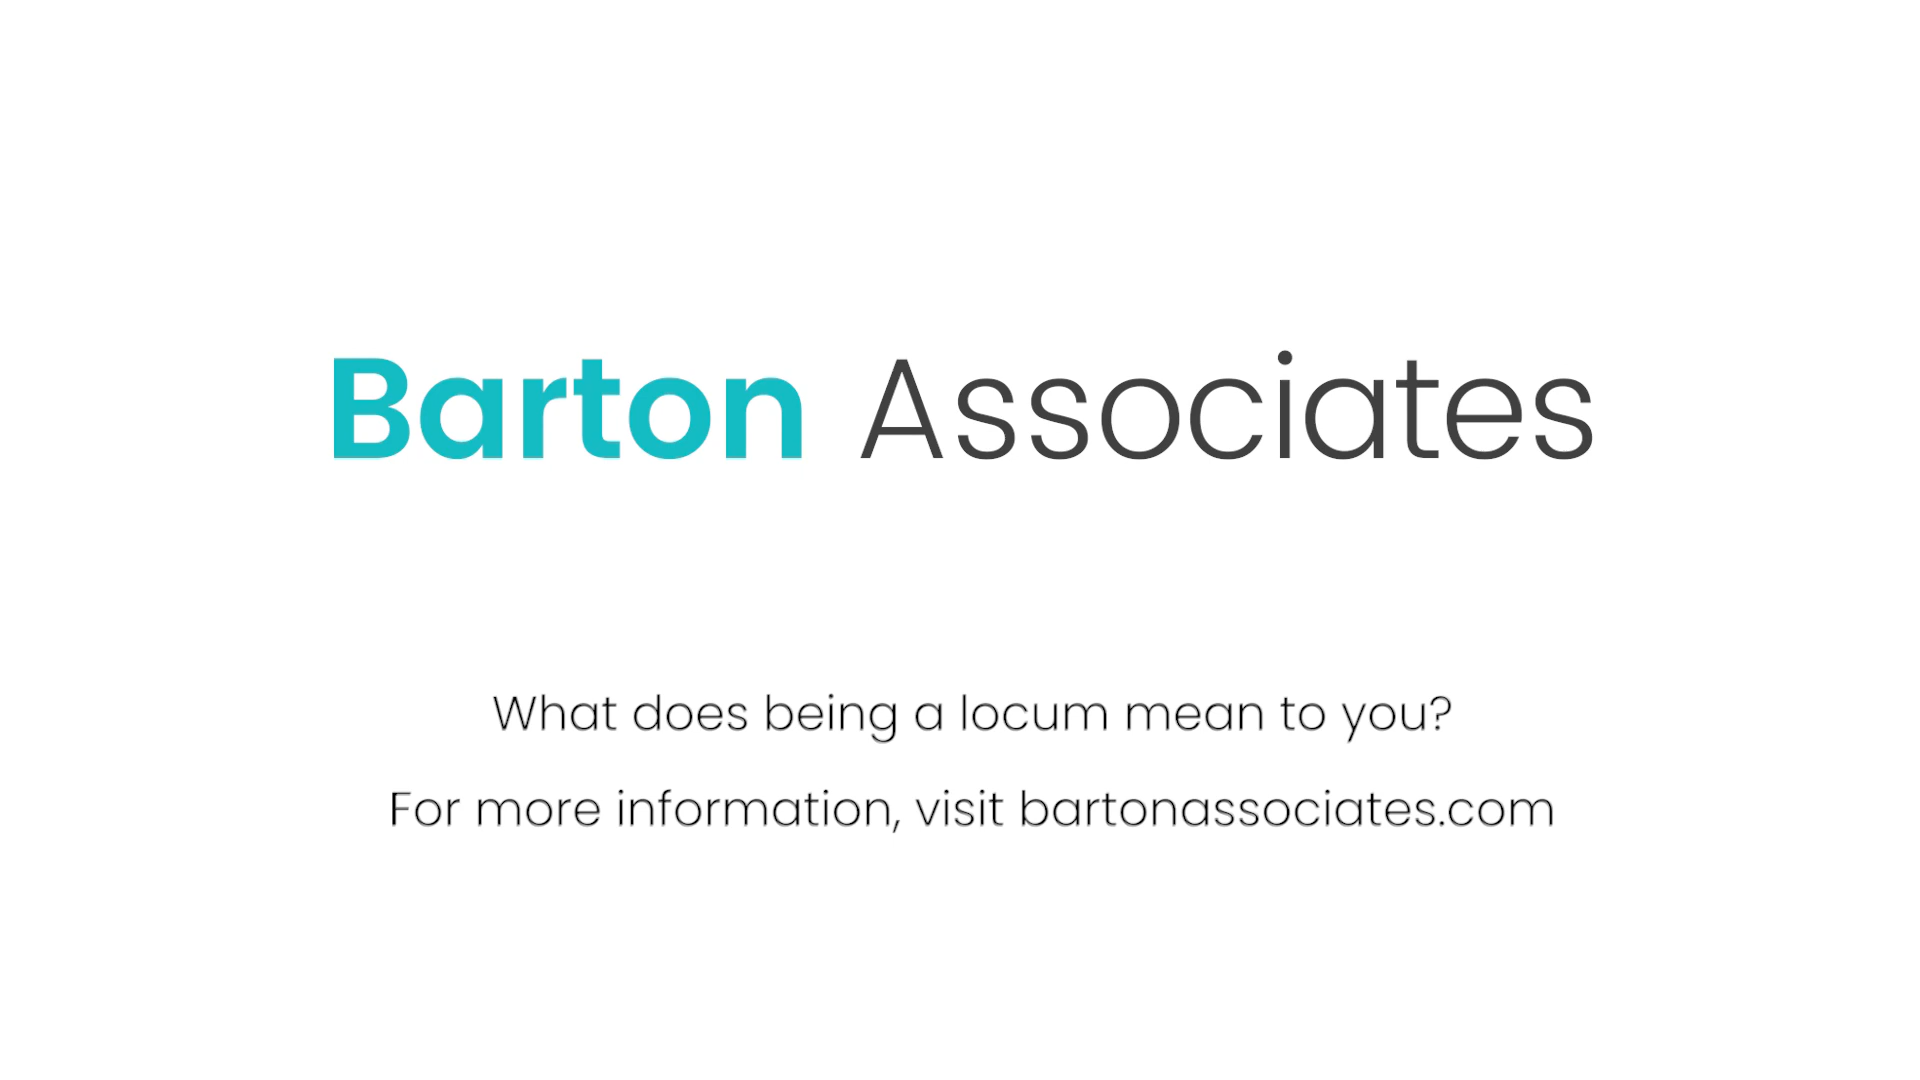 Barton Associates
What does being a locum mean to you?
For more information, visit bartonassociates.com